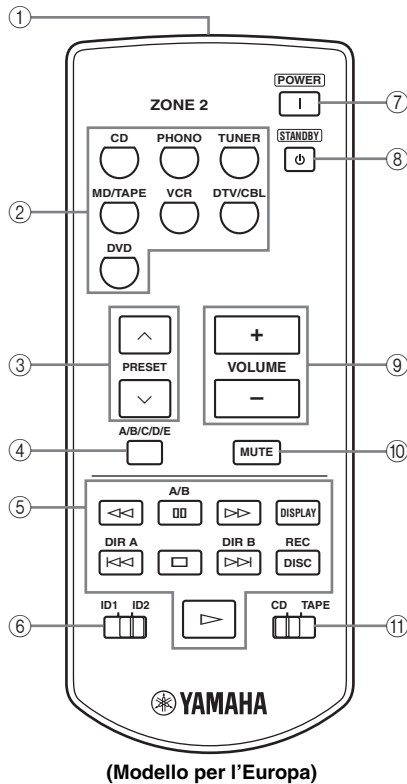 ①
POWER
⑦
ZONE 2
STANDBY
⑧
CD PHONO TUNER
②
MD/TAPE VCR DTV/CBL
DVD
③
PRESET
+
VOLUME
–
⑨
④
A/B/C/D/E
MUTE
⑩
⑤
A/B
DISPLAY
DIR A DIR B REC
DISC
⑥
ID1 ID2
CD TAPE
⑪
YAMAHA
(Modello per l'Europa)